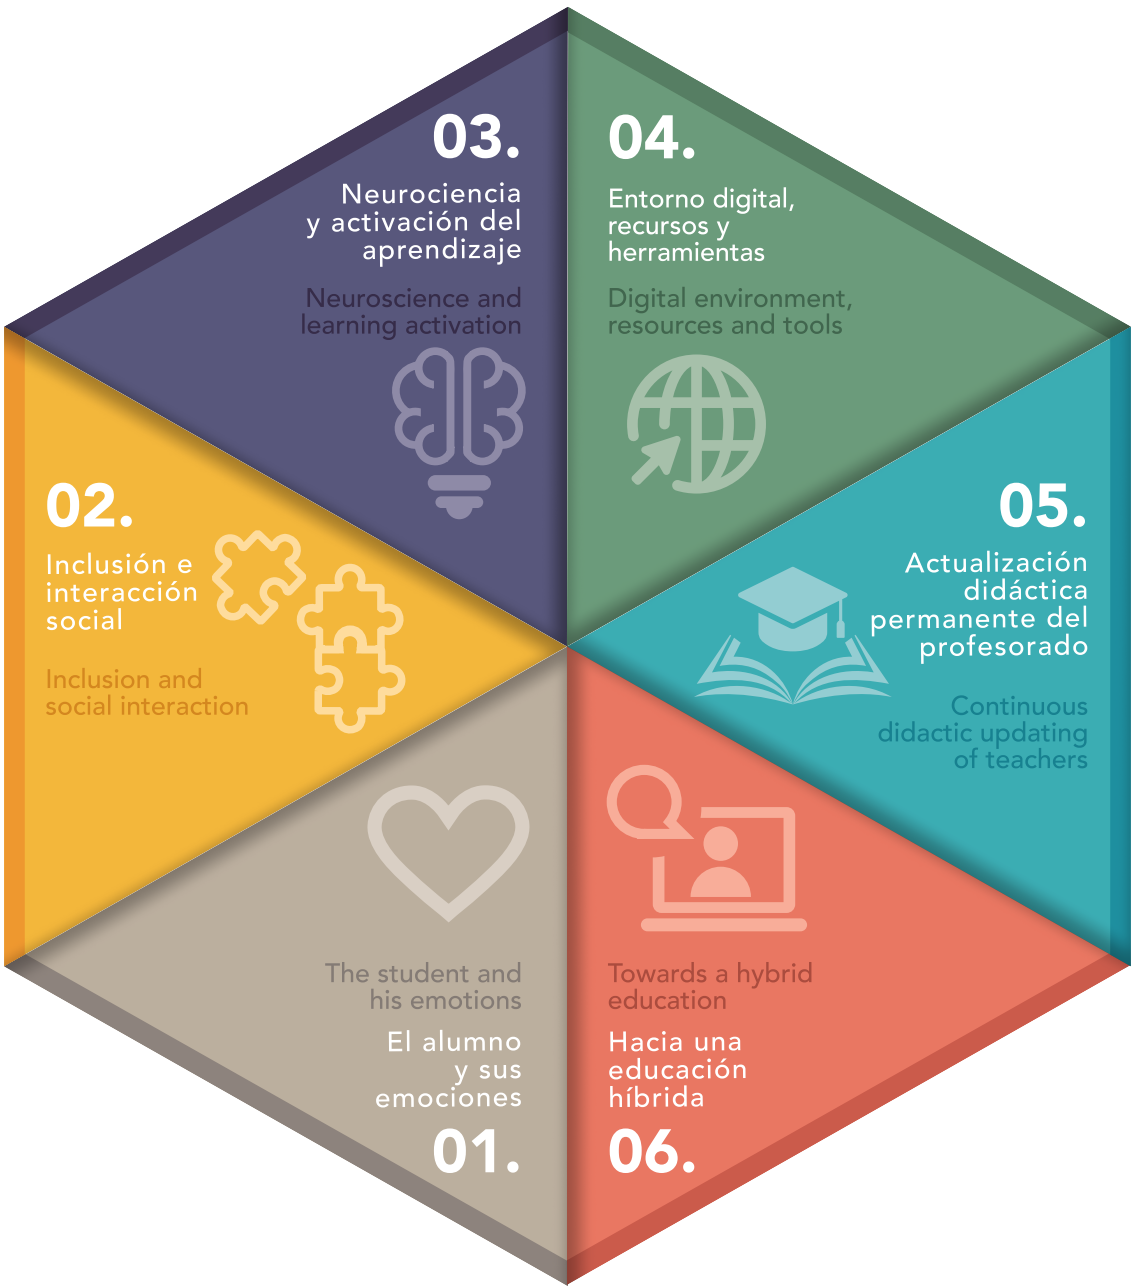 03.
Neurociencia
y activación del
aprendizaje
Neuroscience and
learning activation
04.
Entorno digital,
recursos y
herramientas
Digital environment,
resources and tools
02.
Inclusión e
interacción
social
Inclusion and
social interaction
05.
Actualización
didáctica
permanente del
profesorado
Continuous
didactic updating
of teachers
The student and
his emotions
El alumno
y sus
emociones
01.
Towards a hybrid
education
Hacia una
educación
híbrida
06.